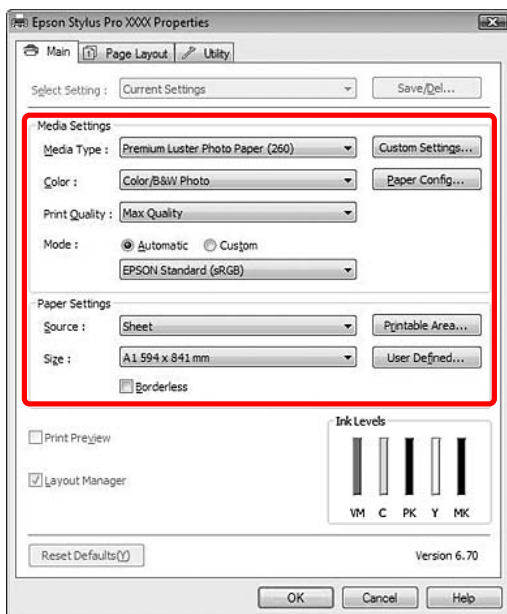 Epson Stylus Pro XXXX Properties
Main Page Layout Utility
Select Setting : Current Settings Save/Del...
Media Settings
Media Type : Premium Luster Photo Paper (260) Custom Settings...
Color : Color/B&W Photo Paper Config...
Print Quality : Max Quality
Mode : Automatic Custom
EPSON Standard (sRGB)
Paper Settings
Source : Sheet Printable Area...
Size : A1 594 x 841 mm User Defined...
Borderless
Ink Levels
Print Preview
Layout Manager
VM C PK Y MK
Reset Defaults(Y) Version 6.70
OK Cancel Help